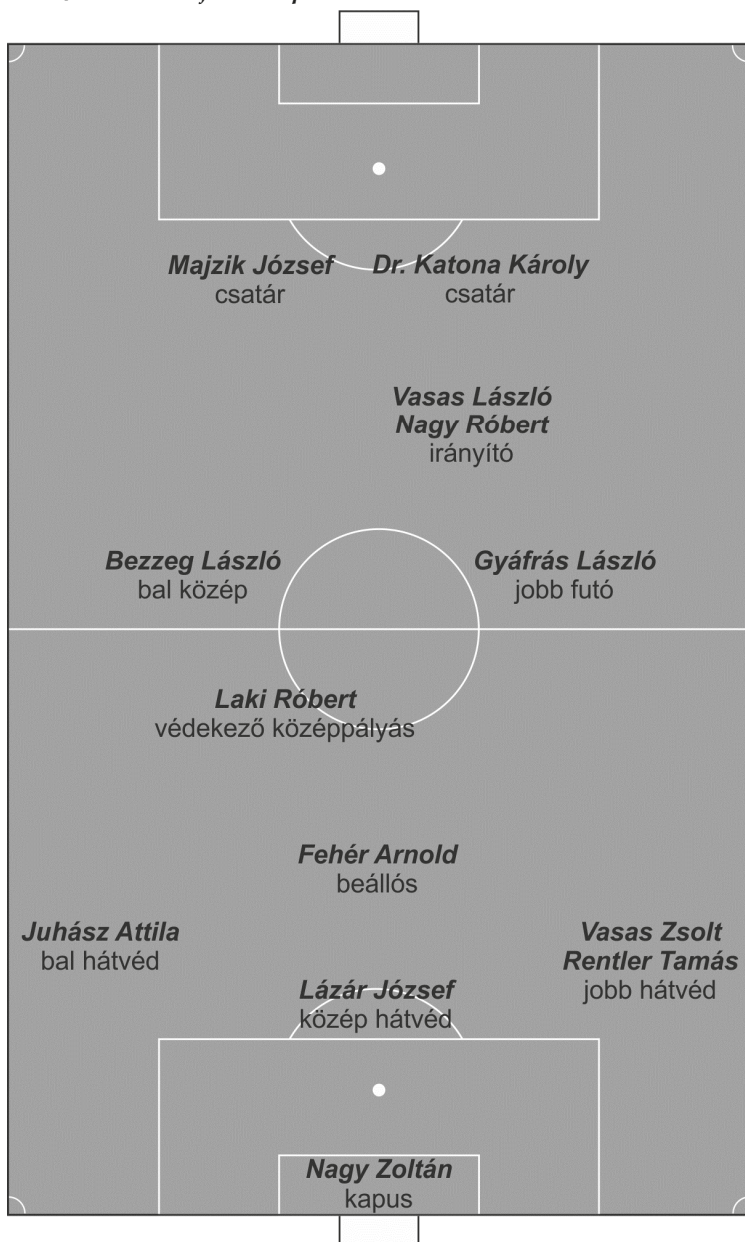 Majzik József
csatár
Dr. Katona Károly
csatár
Vasas László
Nagy Róbert
irányító
Bezzeg László
bal közép
Gyáfrás László
jobb futó
Laki Róbert
védekező középpályás
Fehér Arnold
beállós
Juhász Attila
bal hátvéd
Vasas Zsolt
Rentler Tamás
jobb hátvéd
Lázár József
közép hátvéd
Nagy Zoltán
kapus